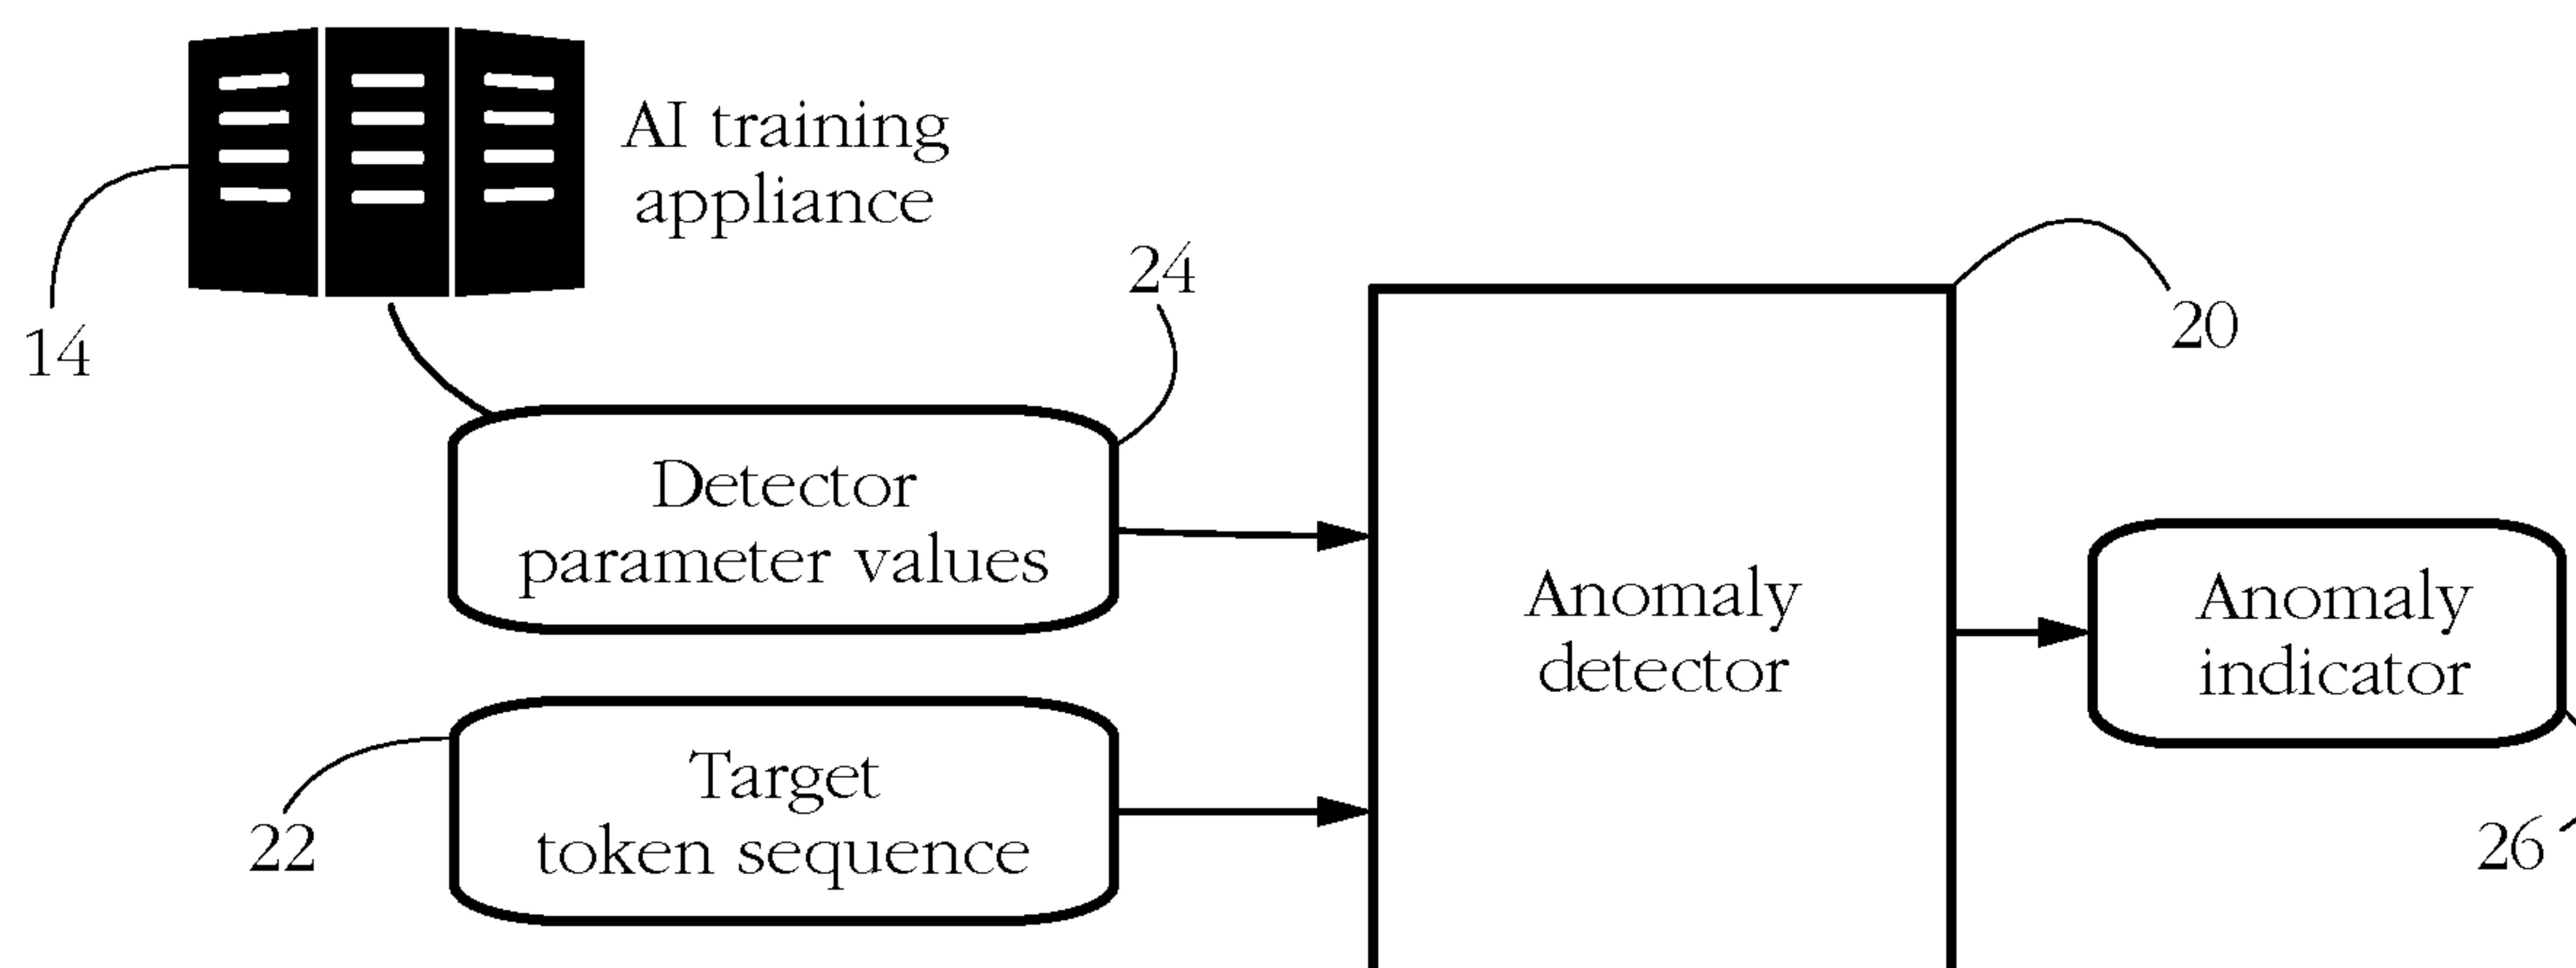 AI training
appliance
14
24
20
Detector
parameter values
Anomaly
detector
Anomaly
indicator
Target
token sequence
22
26